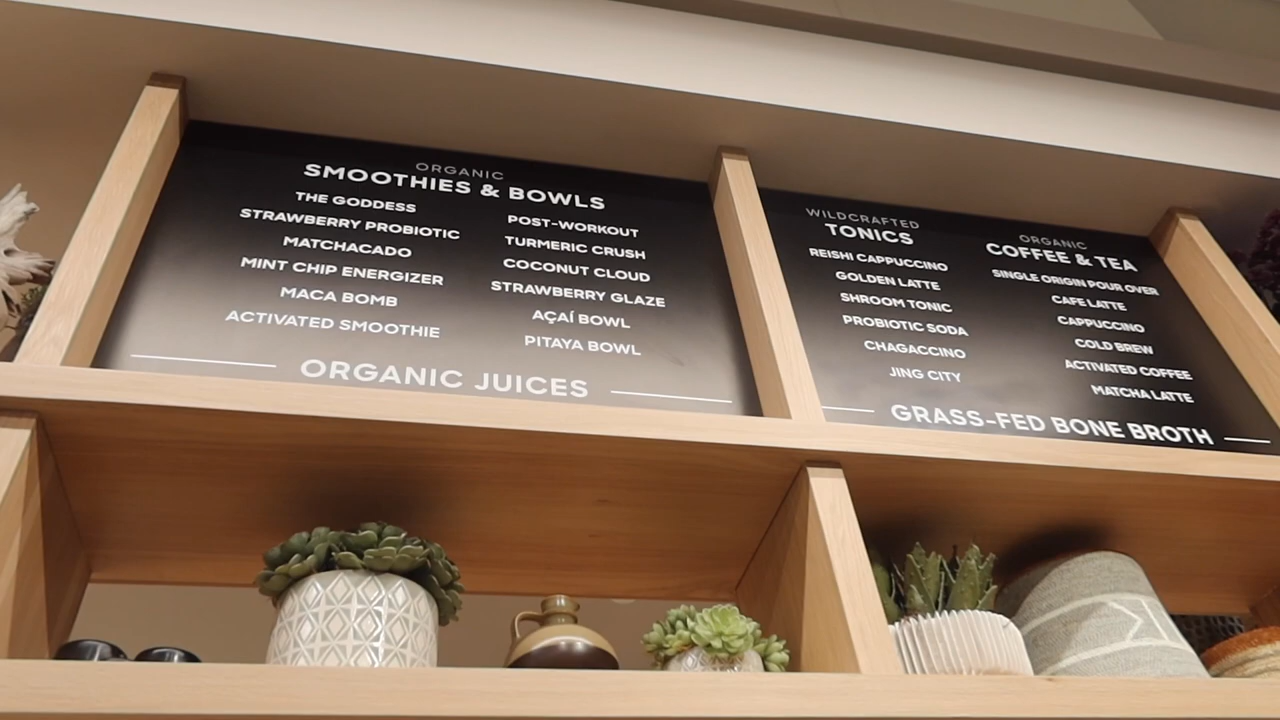 ORGANIC
SMOOTHIES & BOWLS
THE GODDESS
STRAWBERRY PROBIOTIC
MATCHACADO
MINT CHIP ENERGIZER
MACA BOMB
ACTIVATED SMOOTHIE
POST-WORKOUT
TURMERIC CRUSH
COCONUT CLOUD
STRAWBERRY GLAZE
AÇAÍ BOWL
PITAYA BOWL
ORGANIC JUICES
WILDCRAFTED
TONICS
REISHI CAPPUCCINO
GOLDEN LATTE
SHROOM TONIC
PROBIOTIC SODA
CHAGACCINO
JING CITY
ORGANIC
COFFEE & TEA
SINGLE ORIGIN POUR OVER
CAFE LATTE
CAPPUCCINO
COLD BREW
ACTIVATED COFFEE
MATCHA LATTE
GRASS-FED BONE BROTH